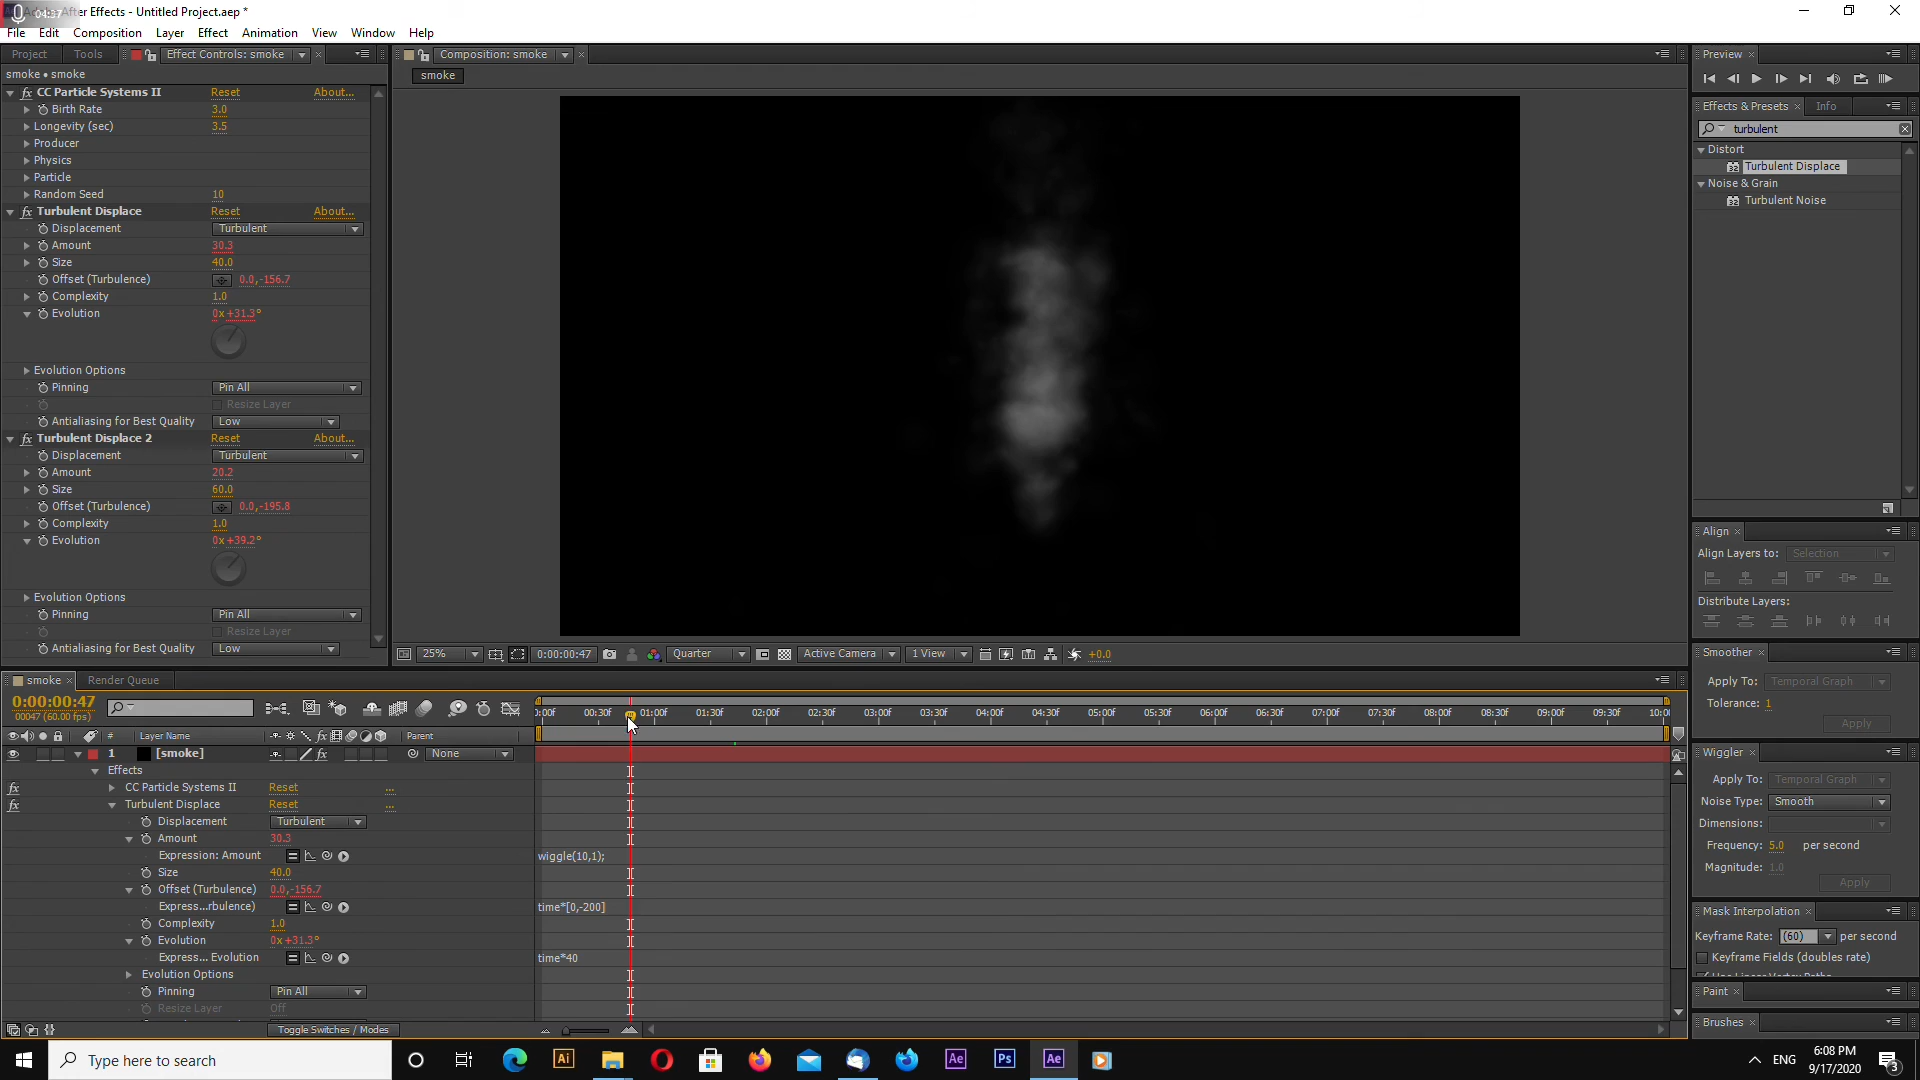 04:37
After Effects - Untitled Project.aep *
File Edit Composition Layer Effect Animation View Window Help
Project Tools Effect Controls: smoke
smoke • smoke
CC Particle Systems II Reset About...
Birth Rate 3.0
Longevity (sec) 3.5
Producer
Physics
Particle
Random Seed 10
Turbulent Displace Reset About...
Displacement Turbulent
Amount 30.3
Size 40.0
Offset (Turbulence) 0.0,-156.7
Complexity 1.0
Evolution 0x+31.3°
Evolution Options
Pinning Pin All
Resize Layer
Antialiasing for Best Quality Low
Turbulent Displace 2 Reset About...
Displacement Turbulent
Amount 20.2
Size 60.0
Offset (Turbulence) 0.0,-195.8
Complexity 1.0
Evolution 0x+39.2°
Evolution Options
Pinning Pin All
Resize Layer
Antialiasing for Best Quality Low
Composition: smoke
smoke
25% 0:00:00:47 Quarter Active Camera 1 View +0.0
Preview
Effects & Presets Info
turbulent
Distort
32 Turbulent Displace
Noise & Grain
32 Turbulent Noise
Align
Align Layers to: Selection
Distribute Layers:
Smoother
Apply To: Temporal Graph
Tolerance: 1
Apply
Wiggler
Apply To: Temporal Graph
Noise Type: Smooth
Dimensions:
Frequency: 5.0 per second
Magnitude: 1.0
Apply
Mask Interpolation
Keyframe Rate: (60) per second
Keyframe Fields (doubles rate)
Paint
Brushes
smoke Render Queue
0:00:00:47
00047 (60.00 fps)
00:30f 01:00f 01:30f 02:00f 02:30f 03:00f 03:30f 04:00f 04:30f 05:00f 05:30f 06:00f 06:30f 07:00f 07:30f 08:00f 08:30f 09:00f 09:30f
# Layer Name Parent
1 [smoke] None
Effects
CC Particle Systems II Reset ...
Turbulent Displace Reset ...
Displacement Turbulent
Amount 30.3
Expression: Amount wiggle(10,1);
Size 40.0
Offset (Turbulence) 0.0,-156.7
Express...rbulence) time*[0,-200]
Complexity 1.0
Evolution 0x+31.3°
Express... Evolution time*40
Evolution Options
Pinning Pin All
Resize Layer Off
Toggle Switches / Modes
Type here to search
Ai Ae Ps Ae
ENG
6:08 PM
9/17/2020
3